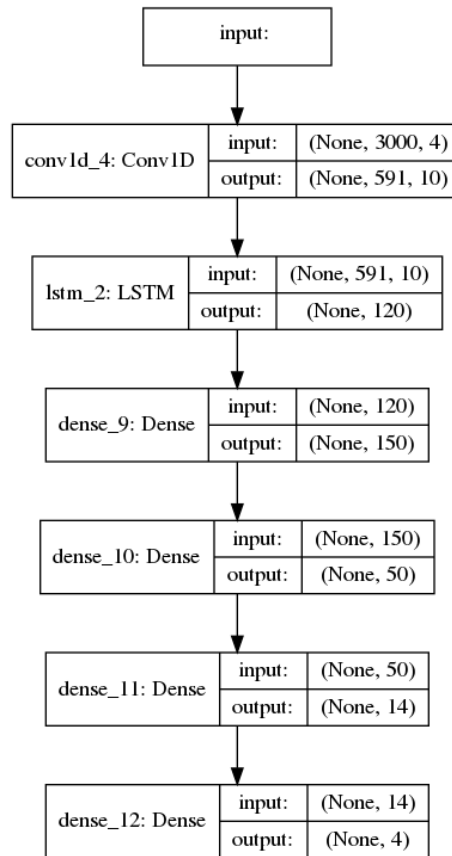 input:
conv1d_4: Conv1D
input: (None, 3000, 4)
output: (None, 591, 10)
lstm_2: LSTM
input: (None, 591, 10)
output: (None, 120)
dense_9: Dense
input: (None, 120)
output: (None, 150)
dense_10: Dense
input: (None, 150)
output: (None, 50)
dense_11: Dense
input: (None, 50)
output: (None, 14)
dense_12: Dense
input: (None, 14)
output: (None, 4)